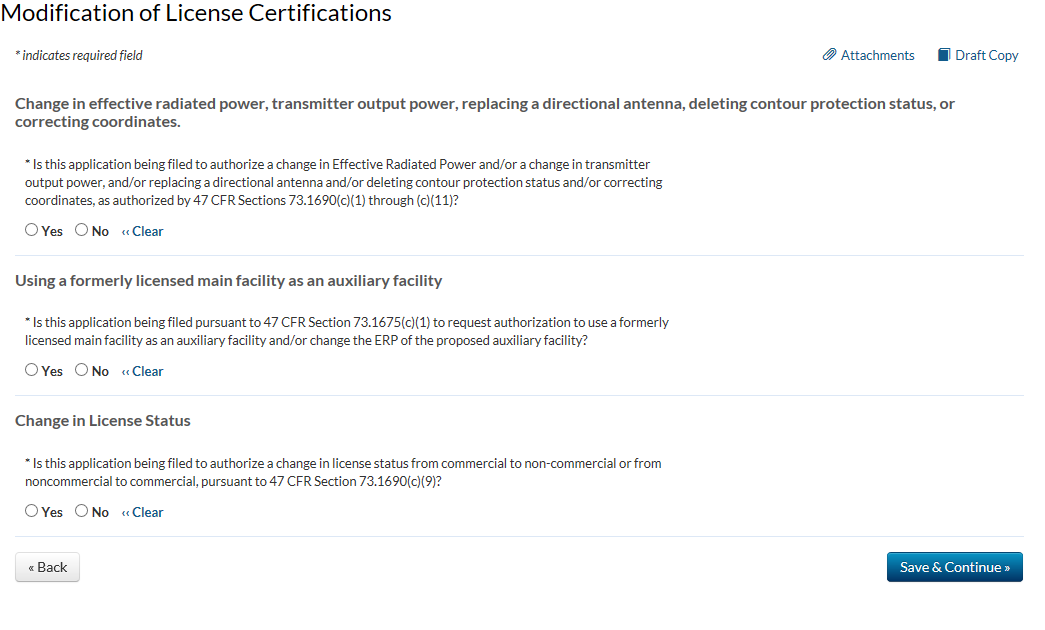 Modification of License Certifications
* indicates required field
Attachments
Draft Copy
Change in effective radiated power, transmitter output power, replacing a directional antenna, deleting contour protection status, or
correcting coordinates.
* Is this application being filed to authorize a change in Effective Radiated Power and/or a change in transmitter
output power, and/or replacing a directional antenna and/or deleting contour protection status and/or correcting
coordinates, as authorized by 47 CFR Sections 73.1690(c)(1) through (c)(11)?
Yes No ‹‹ Clear
Using a formerly licensed main facility as an auxiliary facility
* Is this application being filed pursuant to 47 CFR Section 73.1675(c)(1) to request authorization to use a formerly
licensed main facility as an auxiliary facility and/or change the ERP of the proposed auxiliary facility?
Yes No ‹‹ Clear
Change in License Status
* Is this application being filed to authorize a change in license status from commercial to non-commercial or from
noncommercial to commercial, pursuant to 47 CFR Section 73.1690(c)(9)?
Yes No ‹‹ Clear
« Back
Save & Continue »